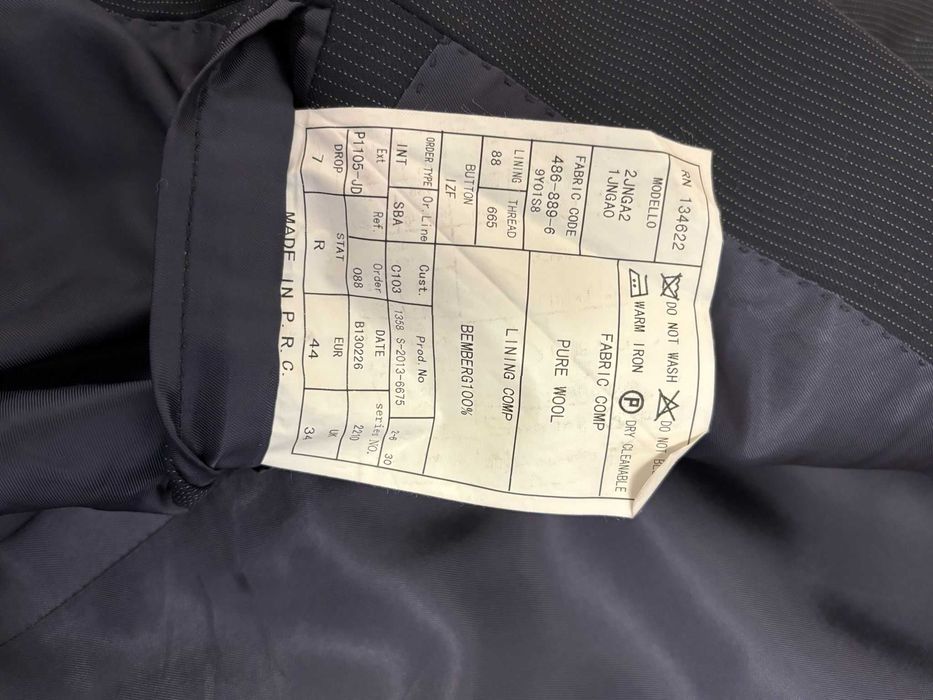 RN 134622
MODELLO
2JNGA2
1JNGA0
DO NOT WASH DO NOT
WARM IRON P DRY CLEANABLE
FABRIC CODE
486-889-6
9Y01S8
FABRIC COMP
PURE WOOL
LINING THREAD
88 665
LINING COMP
BEMBERG100%
BUTTON
IZF
ORDER TYPE Or.Line Cust. Prod.No
INT SBA C103 1358 S-2013-6675 2-6 30
Ext Ref. Order DATE series NO.
P1105-JD 088 B130226 2210
DROP STAT EUR UK
7 R 44 34
MADE IN P.R.C.